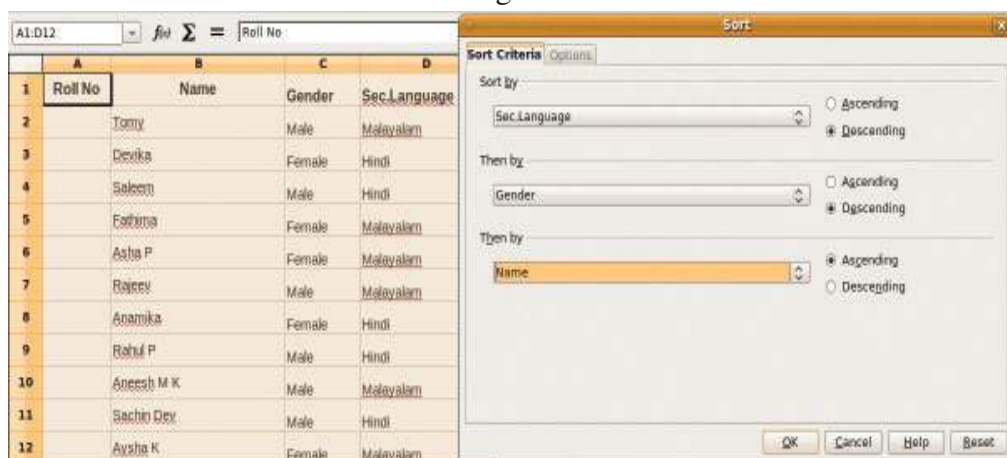 A1:D12 f(x) Σ = Roll No
A B C D
1 Roll No Name Gender Sec.Language
2 Tomy Male Malayalam
3 Devika Female Hindi
4 Saleem Male Hindi
5 Fathima Female Malayalam
6 Asha P Female Malayalam
7 Rajeev Male Malayalam
8 Anamika Female Hindi
9 Rahul P Male Hindi
10 Aneesh M K Male Malayalam
11 Sachin Dev Male Hindi
12 Aysha K Female Malayalam
Sort
Sort Criteria Options
Sort by
Sec.Language
Ascending
Descending
Then by
Gender
Ascending
Descending
Then by
Name
Ascending
Descending
OK Cancel Help Reset